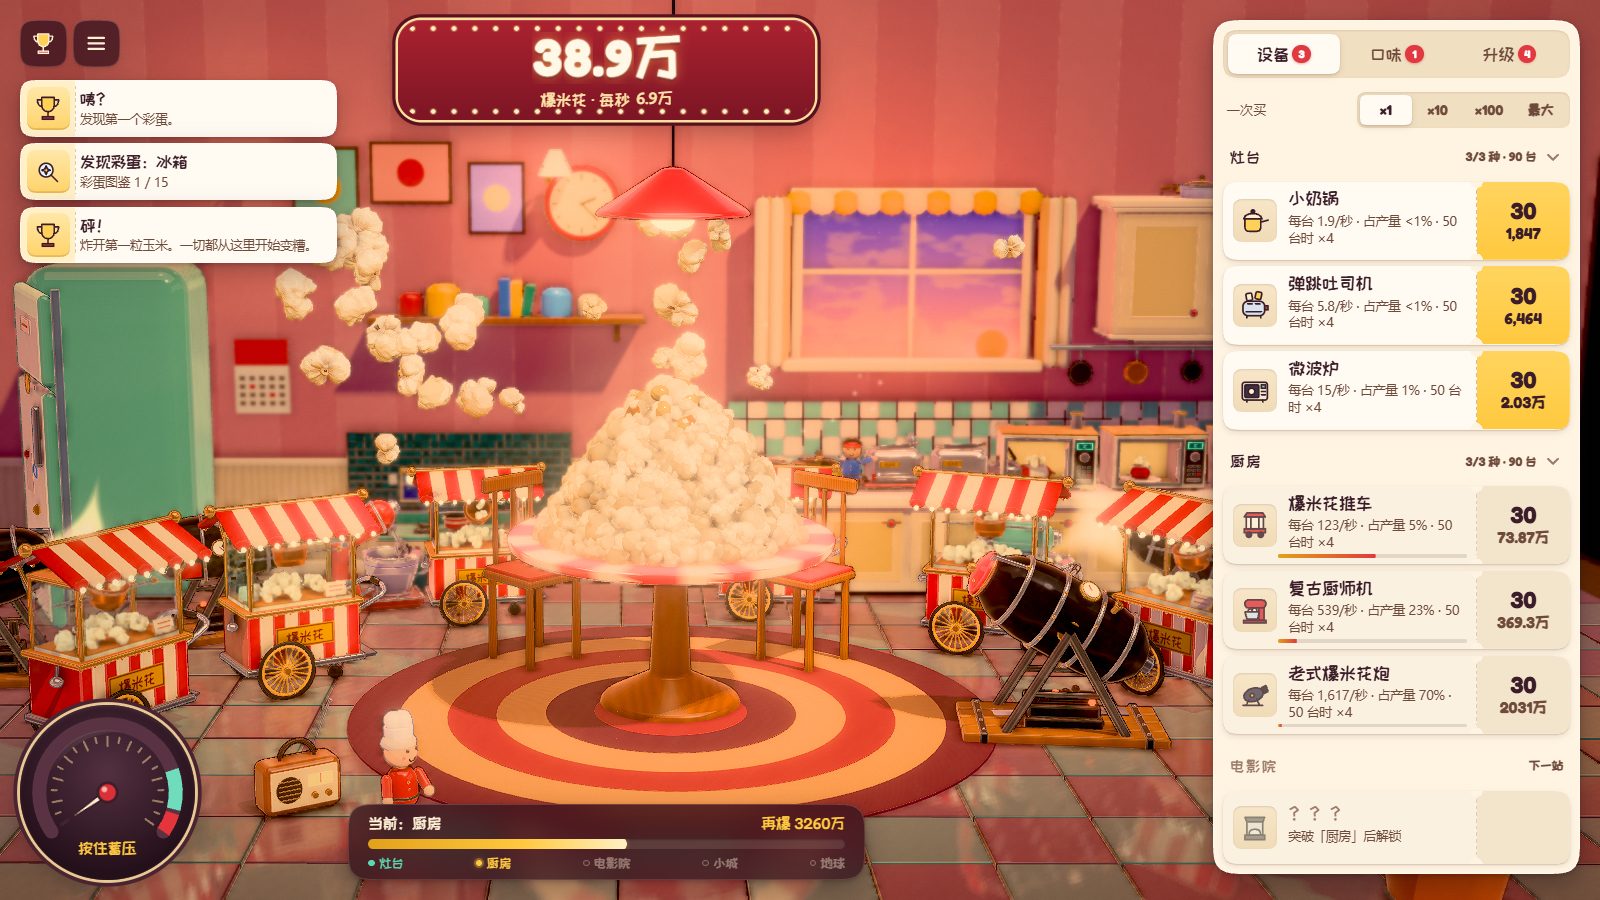 38.9万
爆米花 · 每秒 6.9万
咦？
发现第一个彩蛋。
发现彩蛋：冰箱
彩蛋图鉴 1 / 15
砰！
炸开第一粒玉米。一切都从这里开始变糟。
设备 3
口味 1
升级 4
一次买
×1
×10
×100
最大
灶台
3/3 种 · 90 台
小奶锅
每台 1.9/秒 · 占产量 <1% · 50
台时 ×4
30
1,847
弹跳吐司机
每台 5.8/秒 · 占产量 <1% · 50
台时 ×4
30
6,464
微波炉
每台 15/秒 · 占产量 1% · 50 台
时 ×4
30
2.03万
厨房
3/3 种 · 90 台
爆米花推车
每台 123/秒 · 占产量 5% · 50
台时 ×4
30
73.87万
复古厨师机
每台 539/秒 · 占产量 23% · 50
台时 ×4
30
369.3万
老式爆米花炮
每台 1,617/秒 · 占产量 70% ·
50 台时 ×4
30
2031万
电影院
下一站
？ ？ ？
突破「厨房」后解锁
爆米花
爆米花
爆米花
按住蓄压
当前：厨房
再爆 3260万
灶台
厨房
电影院
小城
地球